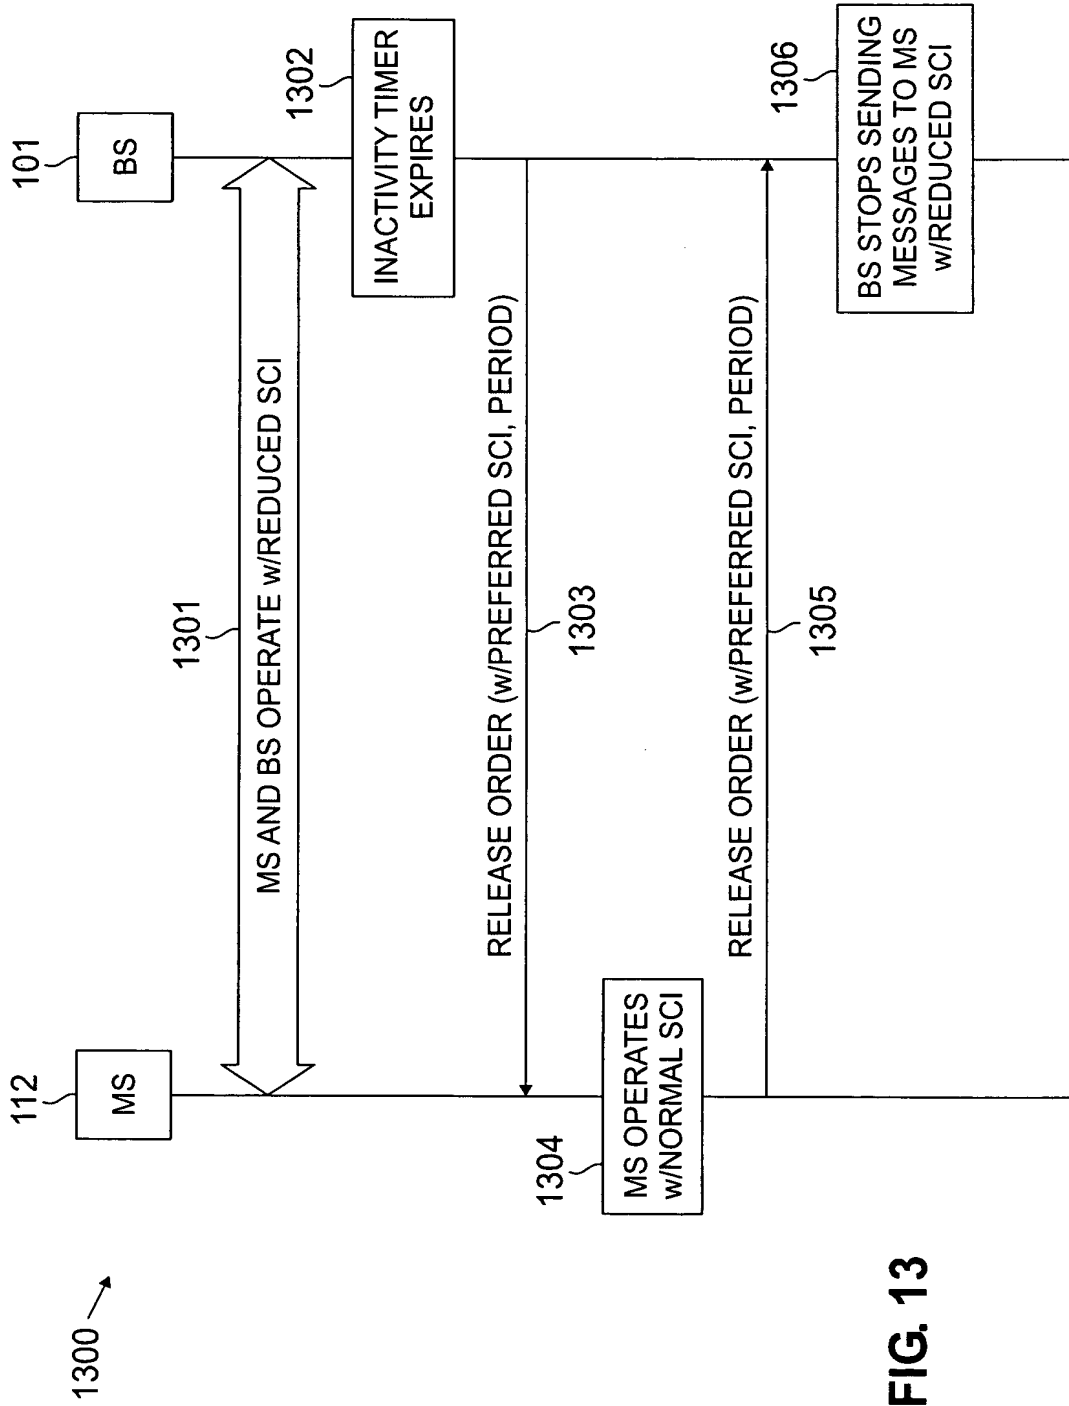 1300
112
MS
101
BS
1301
MS AND BS OPERATE w/REDUCED SCI
1302
INACTIVITY TIMER
EXPIRES
RELEASE ORDER (w/PREFERRED SCI, PERIOD)
1303
1304
MS OPERATES
w/NORMAL SCI
RELEASE ORDER (w/PREFERRED SCI, PERIOD)
1305
1306
BS STOPS SENDING
MESSAGES TO MS
w/REDUCED SCI
FIG. 13